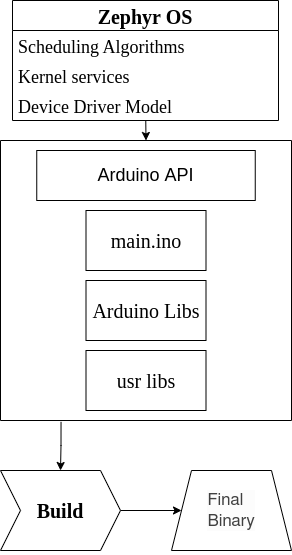 Zephyr OS
Scheduling Algorithms
Kernel services
Device Driver Model
Arduino API
main.ino
Arduino Libs
usr libs
Build
Final
Binary